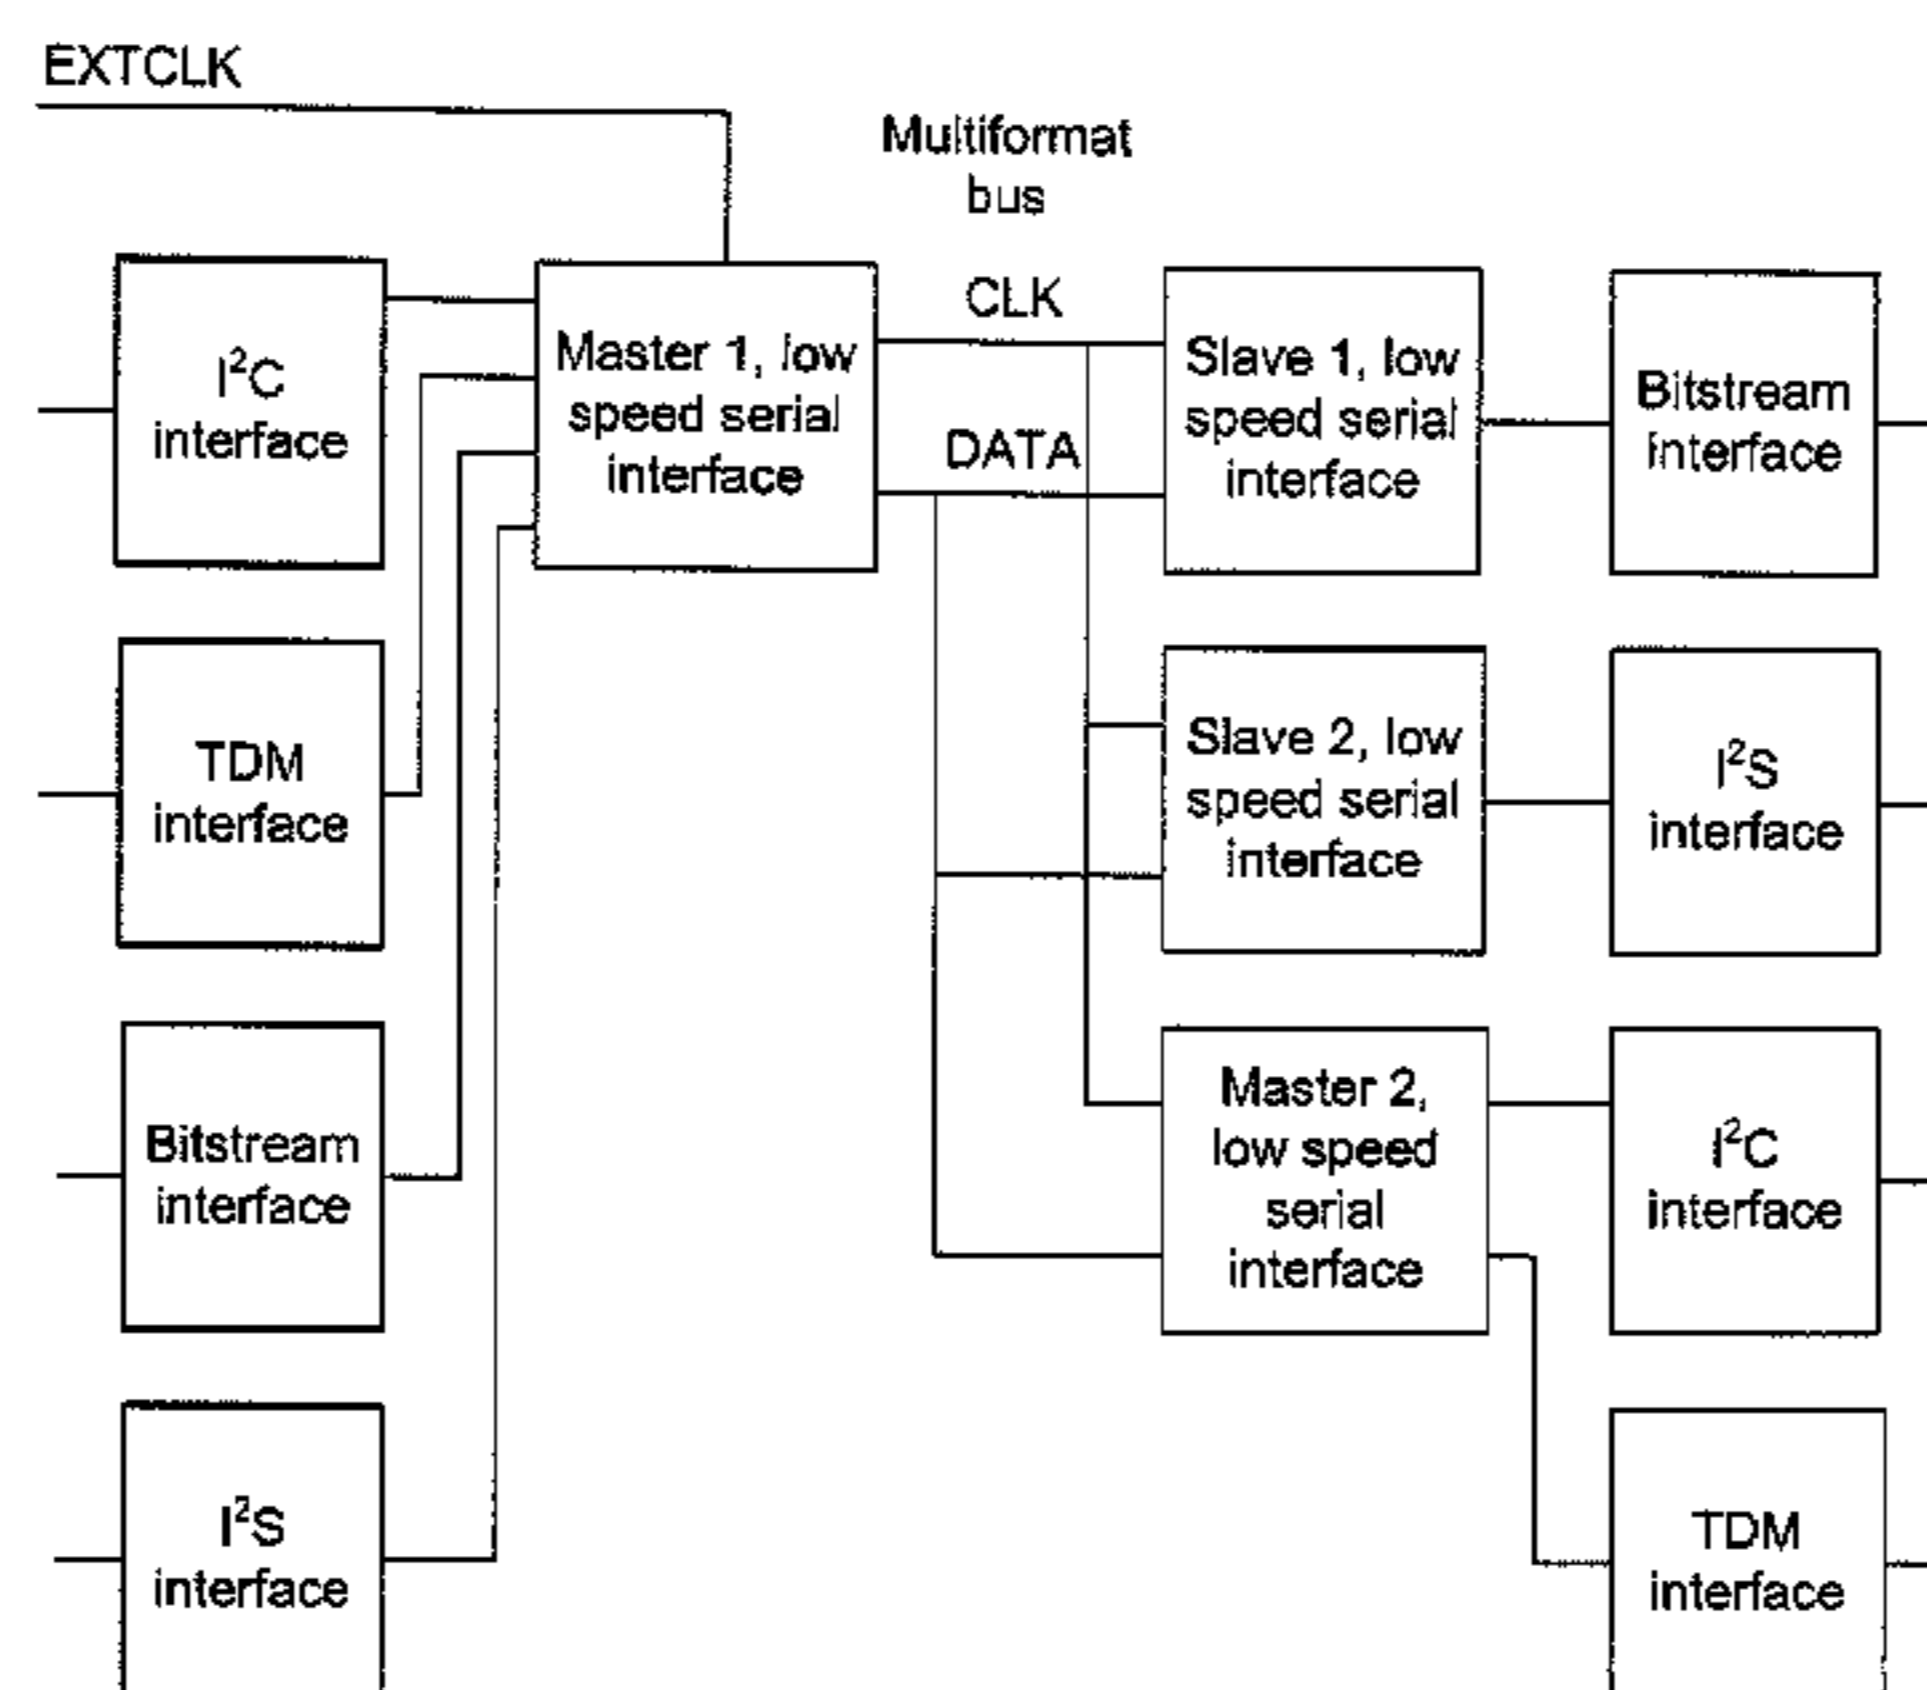 EXTCLK
Multiformat
bus
I²C
interface
Master 1, low
speed serial
interface
CLK
DATA
Slave 1, low
speed serial
interface
Bitstream
interface
TDM
interface
Slave 2, low
speed serial
interface
I²S
interface
Bitstream
interface
Master 2,
low speed
serial
interface
I²C
interface
I²S
interface
TDM
interface